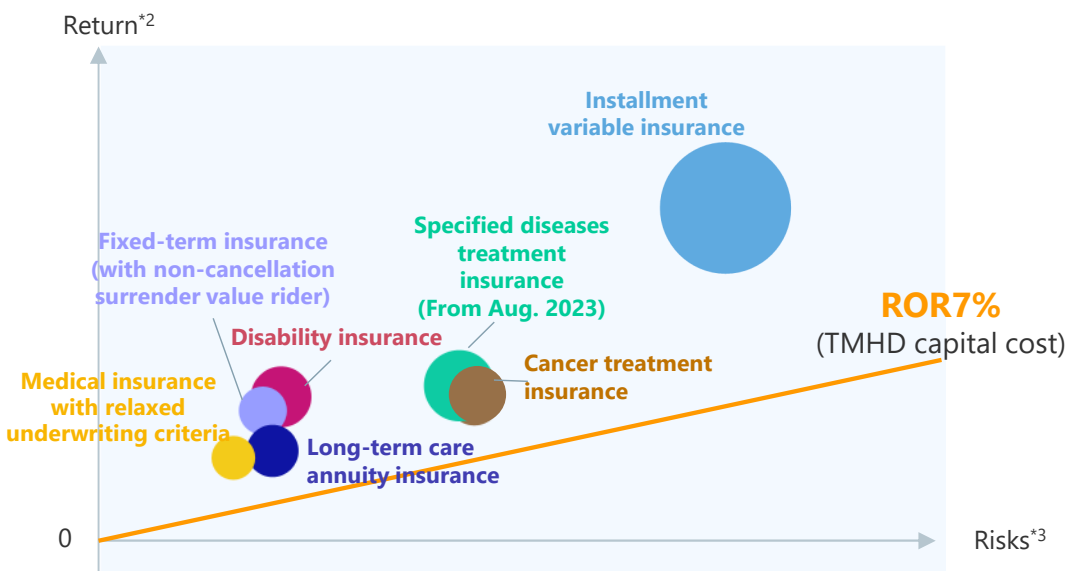 Return*2
Installment
variable insurance
Specified diseases
treatment
insurance
(From Aug. 2023)
Fixed-term insurance
(with non-cancellation
surrender value rider)
ROR7%
(TMHD capital cost)
Disability insurance
Cancer treatment
insurance
Medical insurance
with relaxed
underwriting criteria
Long-term care
annuity insurance
0
Risks*3